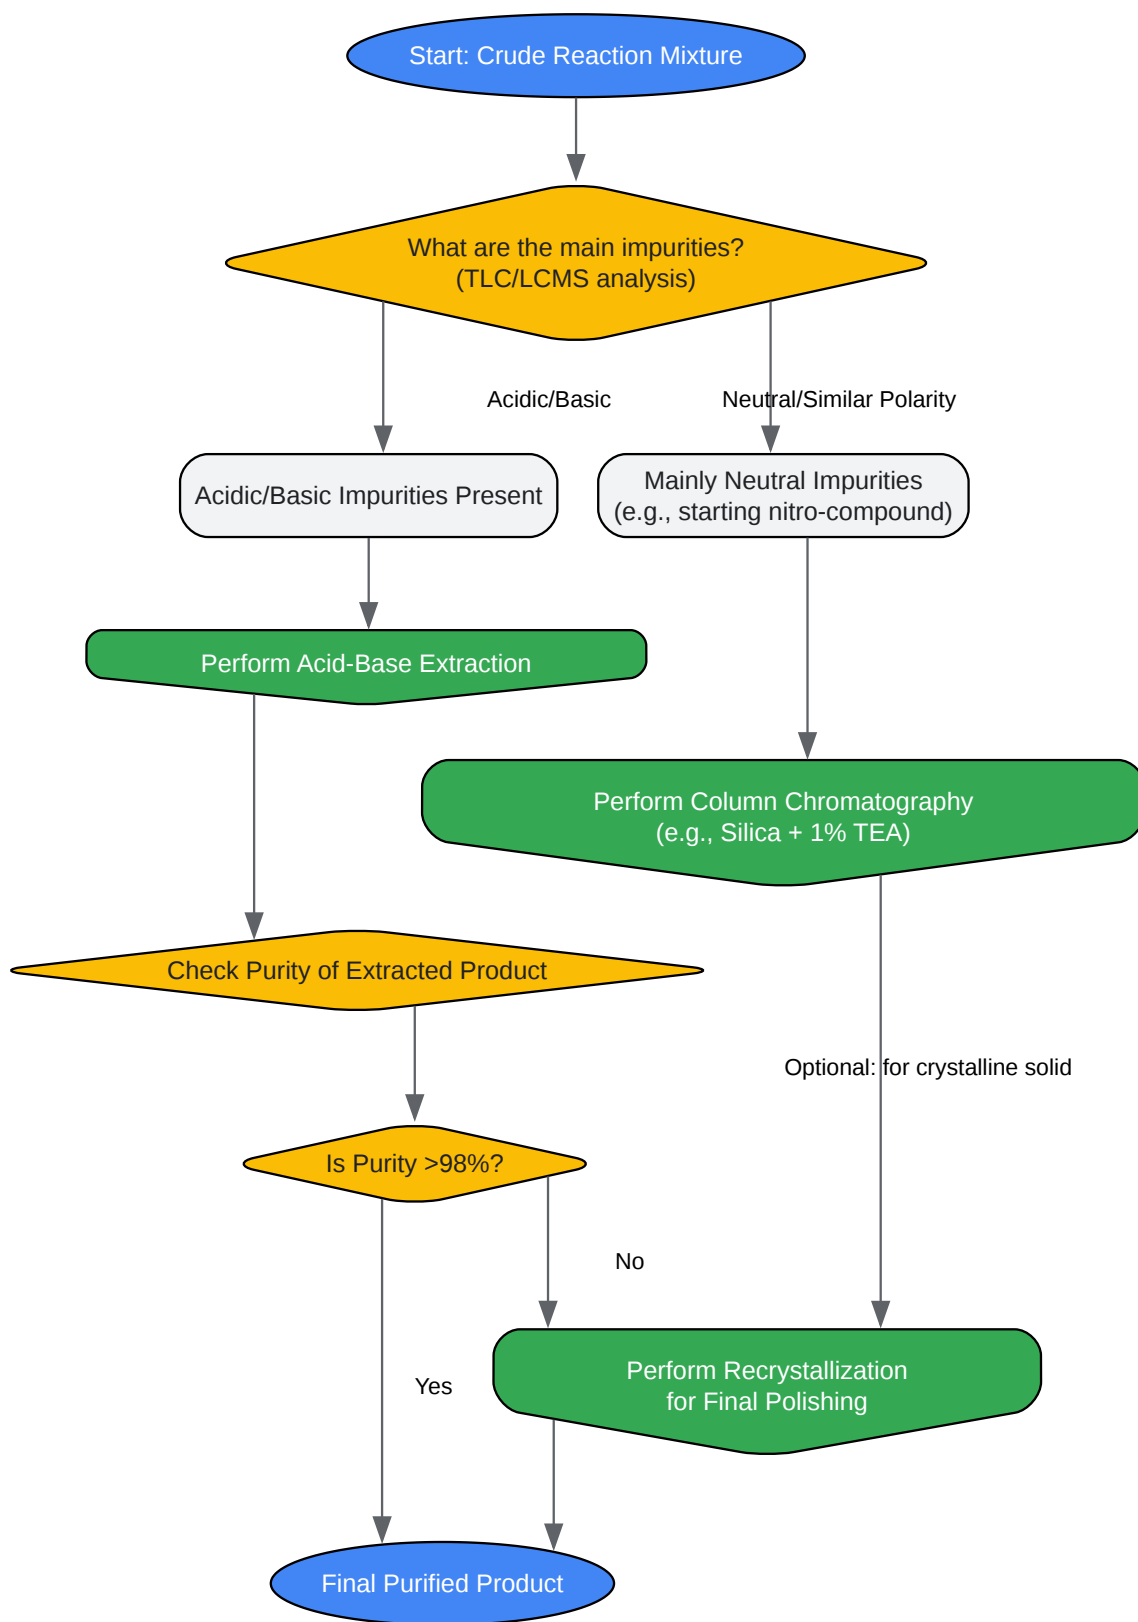 Start: Crude Reaction Mixture
What are the main impurities?
(TLC/LCMS analysis)
Acidic/Basic
Neutral/Similar Polarity
Acidic/Basic Impurities Present
Mainly Neutral Impurities
(e.g., starting nitro-compound)
Perform Acid-Base Extraction
Perform Column Chromatography
(e.g., Silica + 1% TEA)
Check Purity of Extracted Product
Optional: for crystalline solid
Is Purity >98%?
No
Yes
Perform Recrystallization
for Final Polishing
Final Purified Product